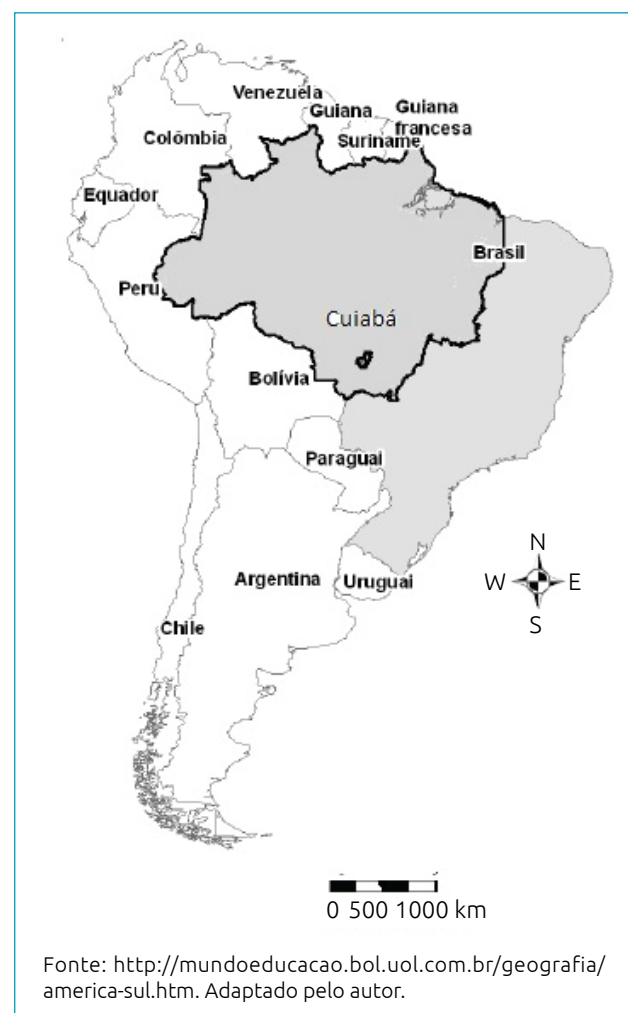 Venezuela
Guiana
Guiana
francesa
Suriname
Colômbia
Equador
Brasil
Peru
Cuiabá
Bolívia
Paraguai
N
W E
S
Argentina
Uruguai
Chile
0 500 1000 km
Fonte: http://mundoeducacao.bol.uol.com.br/geografia/
america-sul.htm. Adaptado pelo autor.